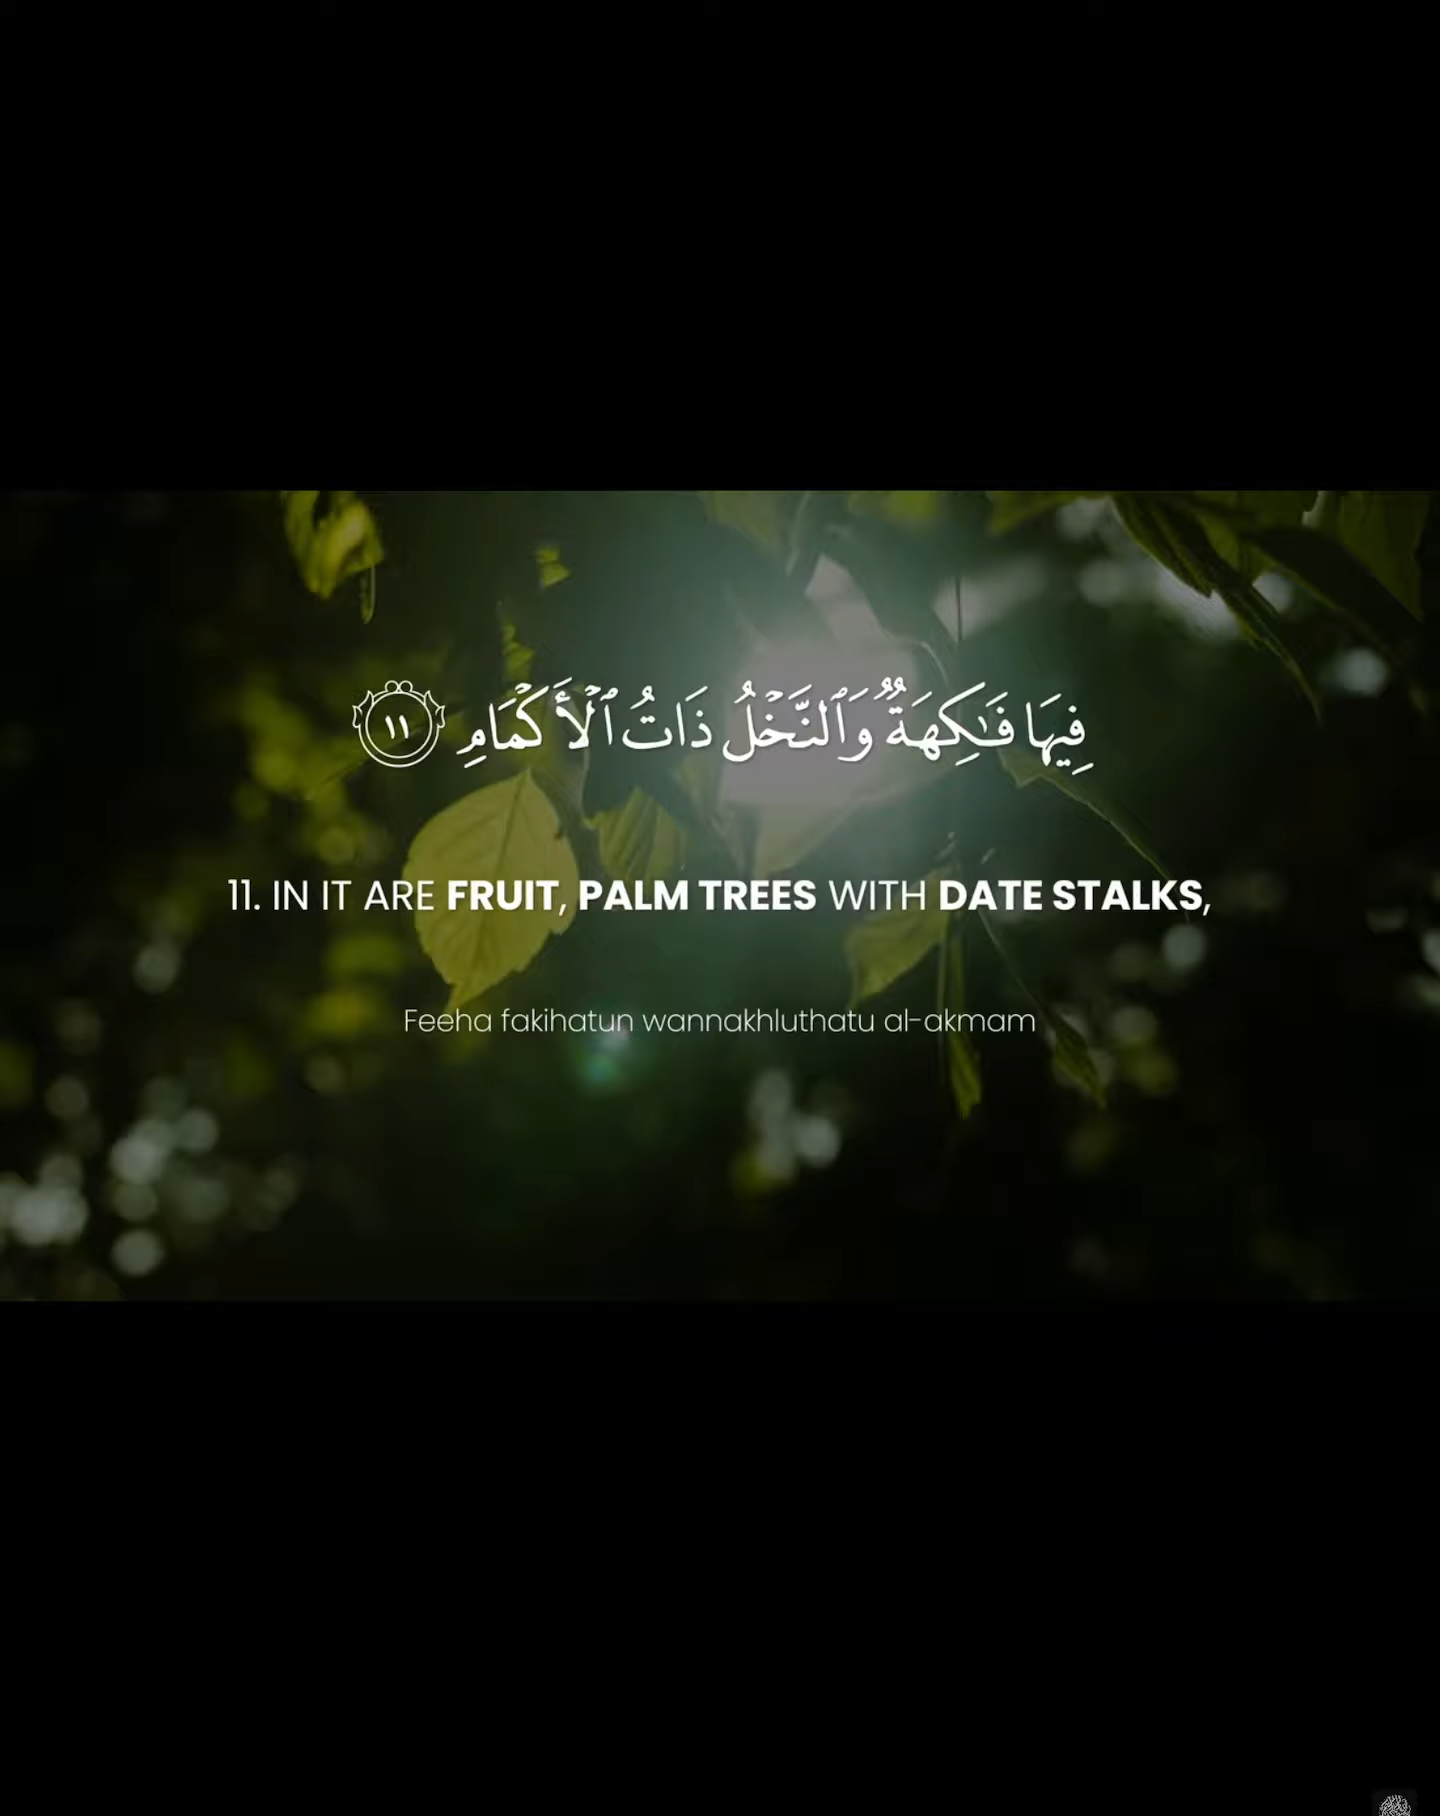 فِيهَا فَـٰكِهَةٌ وَٱلنَّخْلُ ذَاتُ ٱلْأَكْمَامِ ١١
11. IN IT ARE FRUIT, PALM TREES WITH DATE STALKS,
Feeha fakihatun wannakhluthatu al-akmam